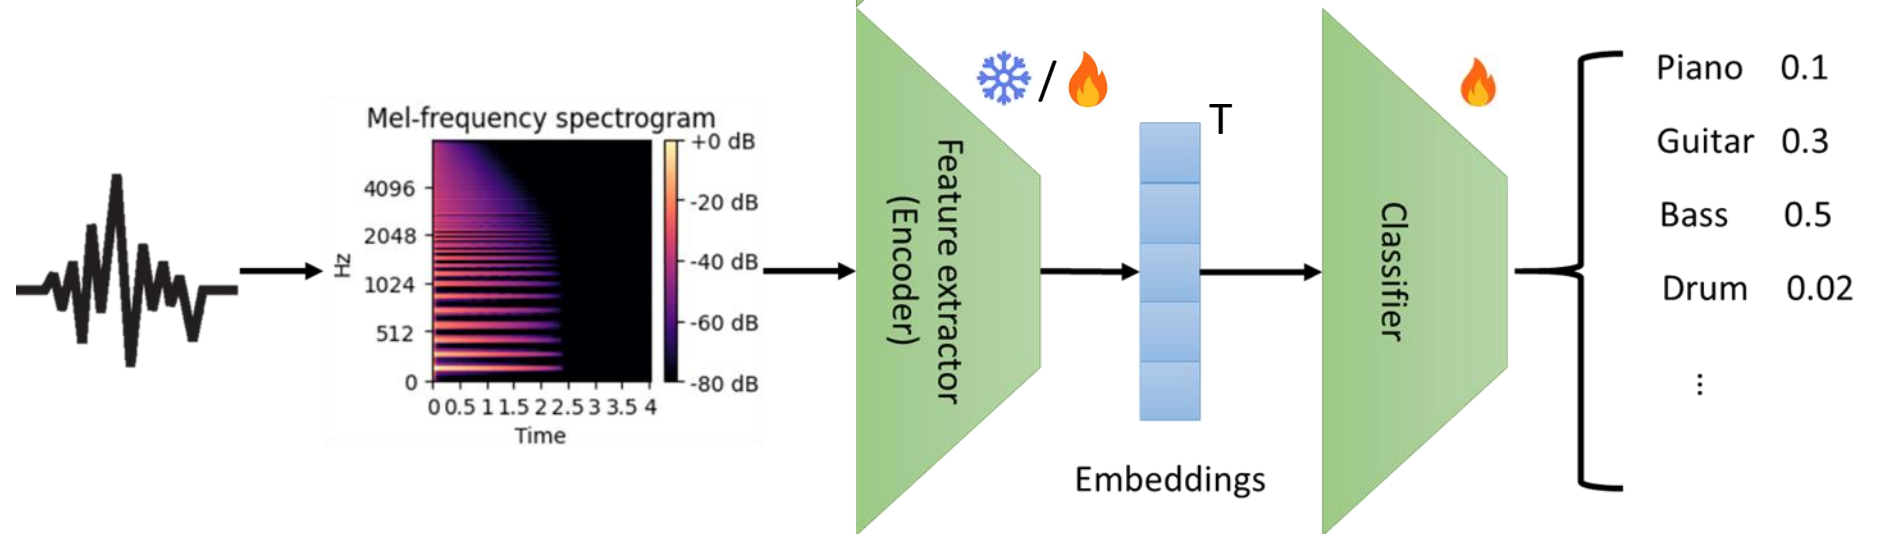 Mel-frequency spectrogram
Hz
4096
2048
1024
512
0
0 0.5 1 1.5 2 2.5 3 3.5 4
Time
+0 dB
-20 dB
-40 dB
-60 dB
-80 dB
Feature extractor
(Encoder)
/
T
Embeddings
Classifier
Piano 0.1
Guitar 0.3
Bass 0.5
Drum 0.02
⋮